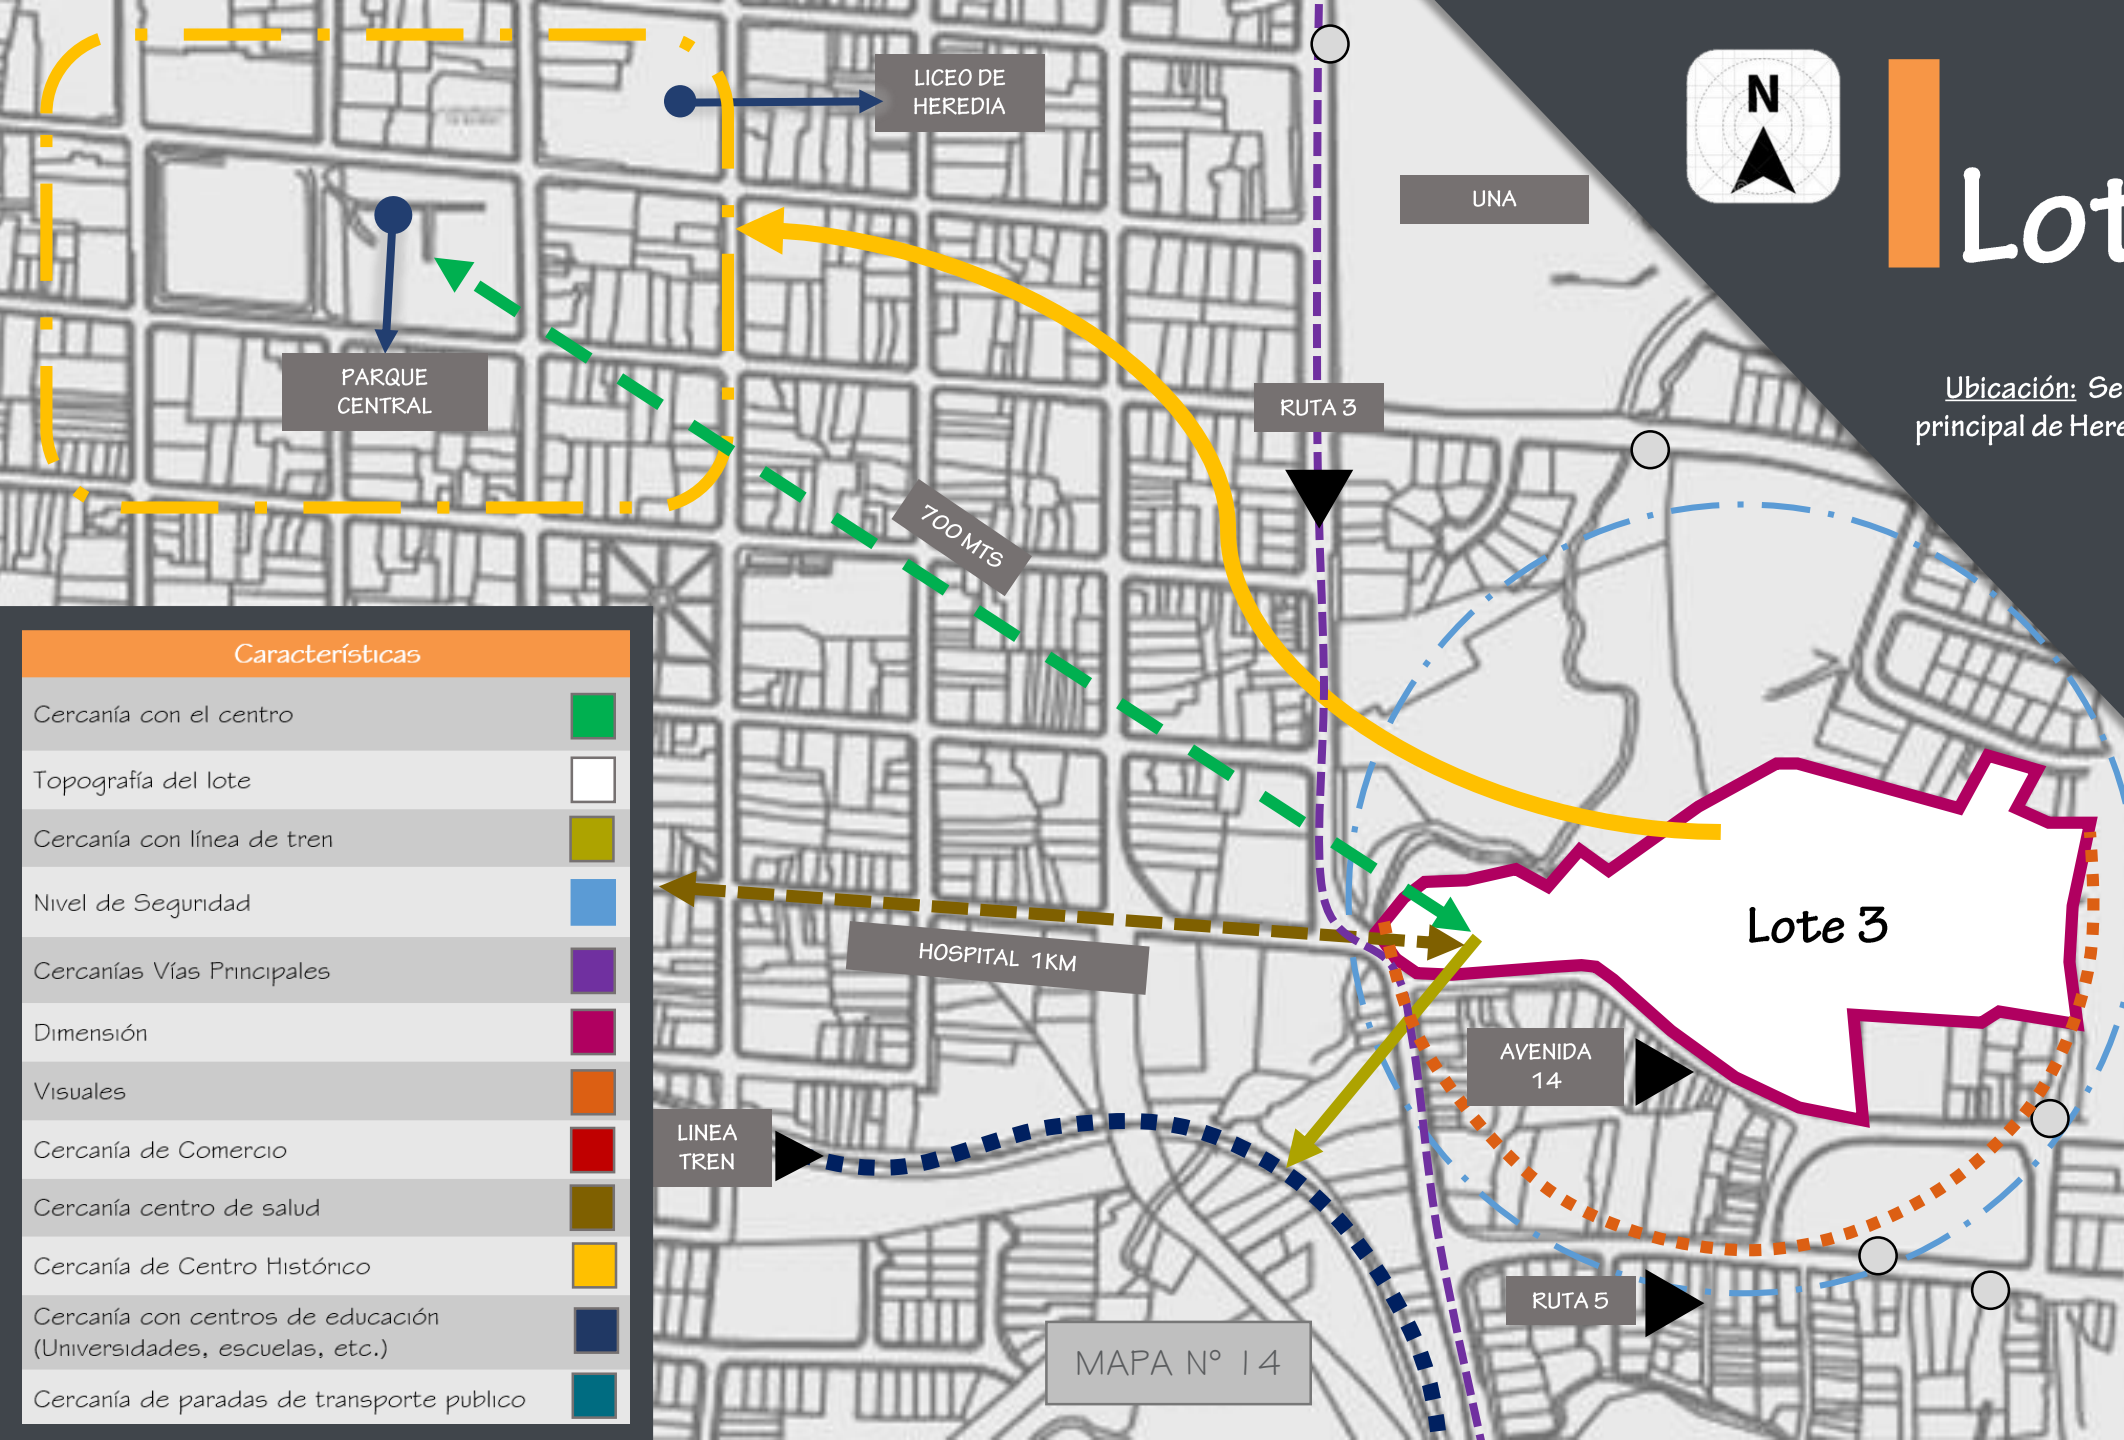 LICEO DE
HEREDIA
UNA
N
Lot
Ubicación: Se
principal de Here
PARQUE
CENTRAL
RUTA 3
700 MTS
Características
Cercanía con el centro
Topografía del lote
Cercanía con línea de tren
Nivel de Seguridad
Cercanías Vías Principales
Dimensión
Visuales
Cercanía de Comercio
Cercanía centro de salud
Cercanía de Centro Histórico
Cercanía con centros de educación
(Universidades, escuelas, etc.)
Cercanía de paradas de transporte publico
Lote 3
HOSPITAL 1KM
AVENIDA
14
LINEA
TREN
RUTA 5
MAPA N° 14